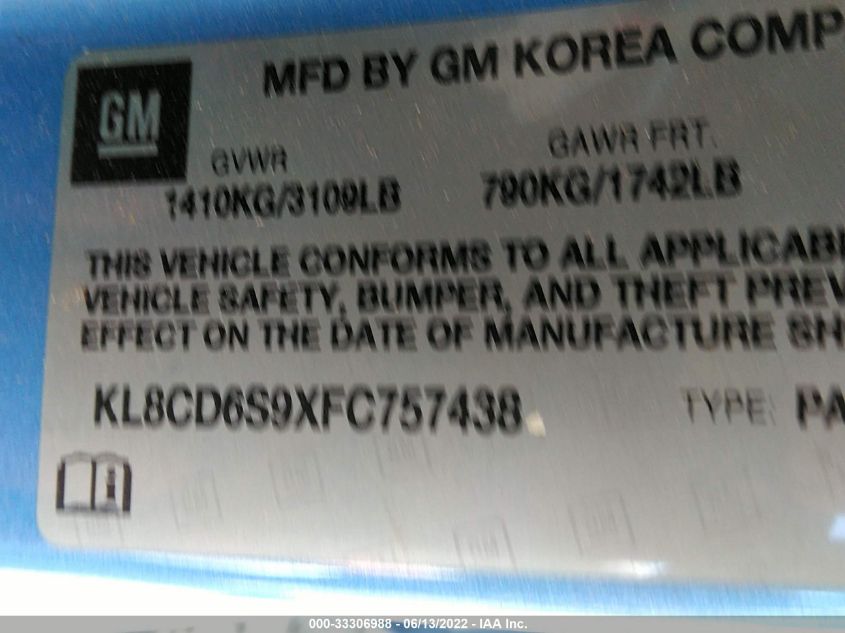 GM
MFD BY GM KOREA COMP
GVWR GAWR FRT.
1410KG/3109LB 790KG/1742LB
THIS VEHICLE CONFORMS TO ALL APPLICABL
VEHICLE SAFETY, BUMPER, AND THEFT PREV
EFFECT ON THE DATE OF MANUFACTURE SH
KL8CD6S9XFC757438 TYPE: PA
000-33306988 - 06/13/2022 - IAA Inc.